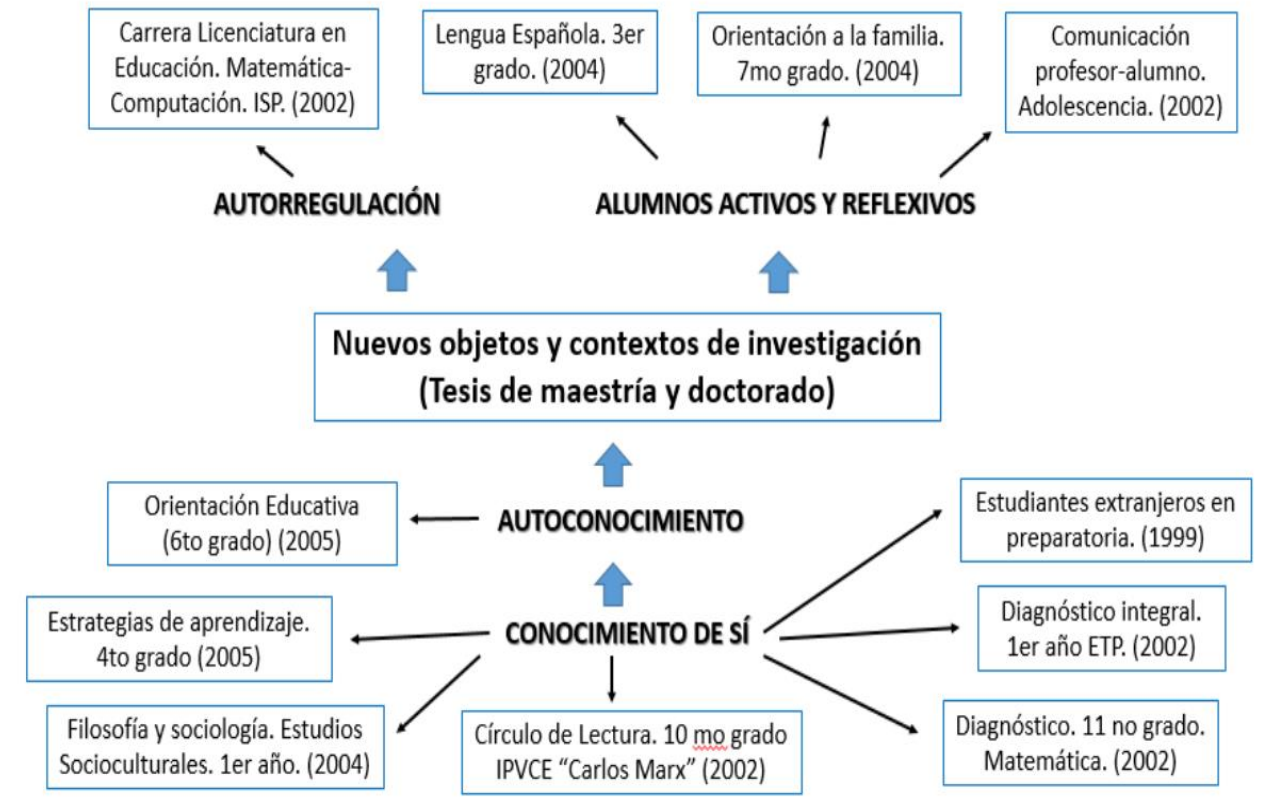 Carrera Licenciatura en
Educación. Matemática-
Computación. ISP. (2002)
Lengua Española. 3er
grado. (2004)
Orientación a la familia.
7mo grado. (2004)
Comunicación
profesor-alumno.
Adolescencia. (2002)
AUTORREGULACIÓN
ALUMNOS ACTIVOS Y REFLEXIVOS
Nuevos objetos y contextos de investigación
(Tesis de maestría y doctorado)
Orientación Educativa
(6to grado) (2005)
AUTOCONOCIMIENTO
Estudiantes extranjeros en
preparatoria. (1999)
Estrategias de aprendizaje.
4to grado (2005)
CONOCIMIENTO DE SÍ
Diagnóstico integral.
1er año ETP. (2002)
Filosofía y sociología. Estudios
Socioculturales. 1er año. (2004)
Círculo de Lectura. 10 mo grado
IPVCE “Carlos Marx” (2002)
Diagnóstico. 11 no grado.
Matemática. (2002)